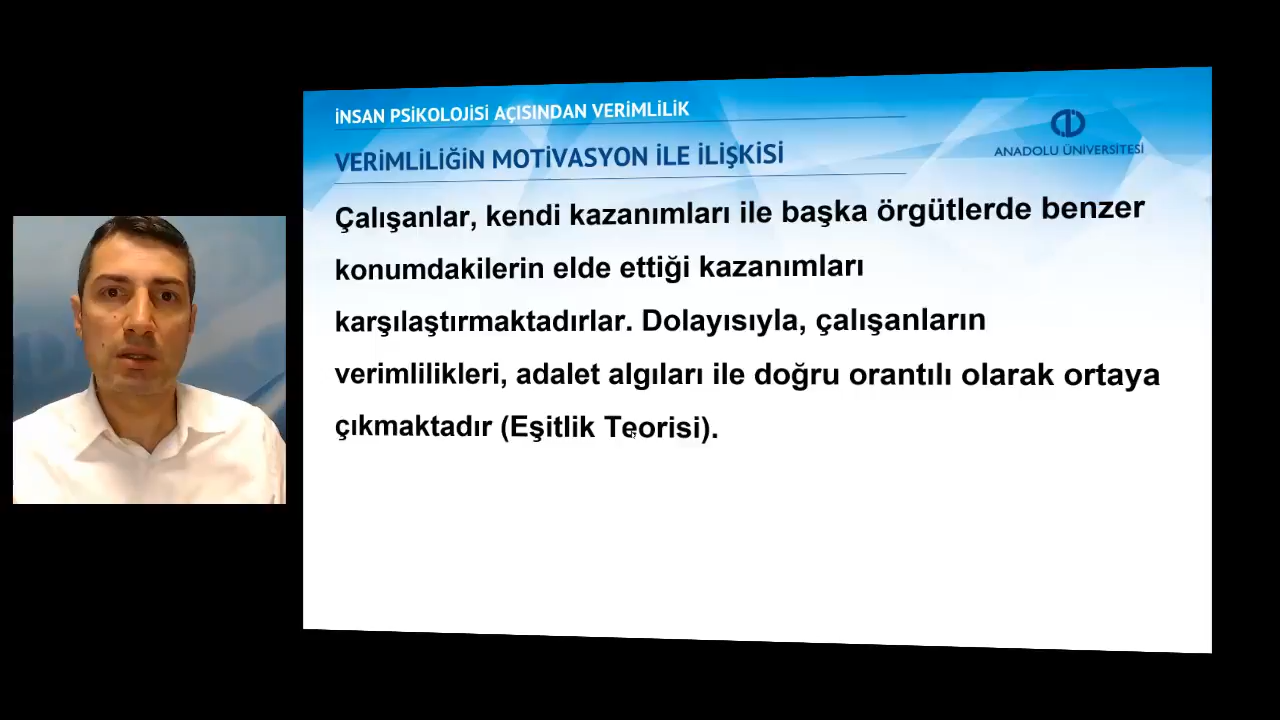 İNSAN PSİKOLOJİSİ AÇISINDAN VERİMLİLİK
VERİMLİLİĞİN MOTİVASYON İLE İLİŞKİSİ
ANADOLU ÜNİVERSİTESİ
Çalışanlar, kendi kazanımları ile başka örgütlerde benzer
konumdakilerin elde ettiği kazanımları
karşılaştırmaktadırlar. Dolayısıyla, çalışanların
verimlilikleri, adalet algıları ile doğru orantılı olarak ortaya
çıkmaktadır (Eşitlik Teorisi).